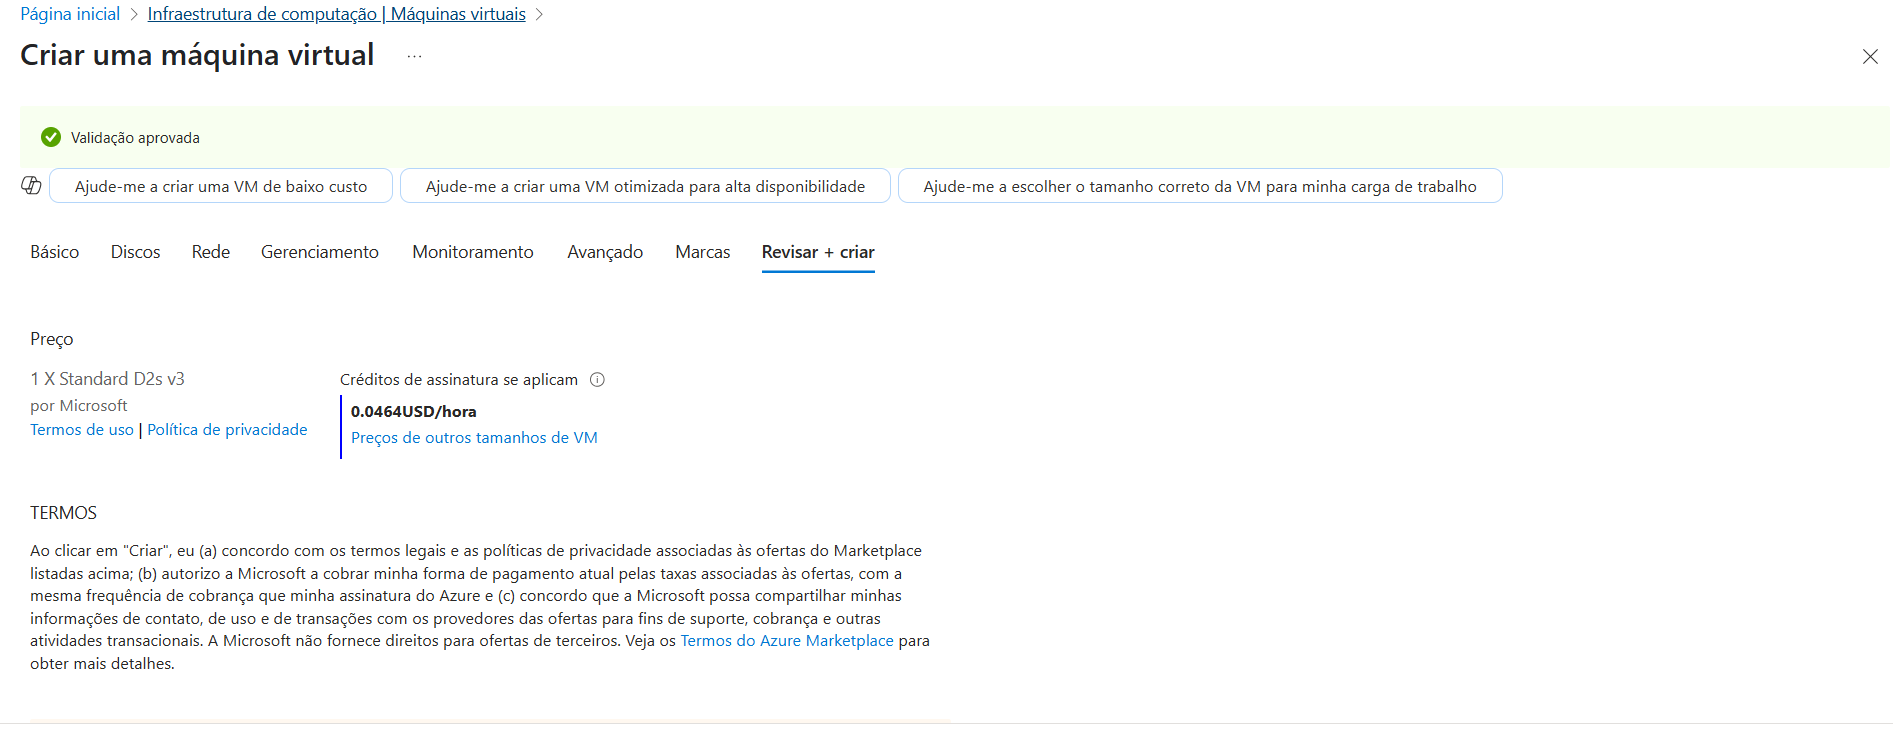 Página inicial > Infraestrutura de computação | Máquinas virtuais >
Criar uma máquina virtual ...
Validação aprovada
Ajude-me a criar uma VM de baixo custo Ajude-me a criar uma VM otimizada para alta disponibilidade Ajude-me a escolher o tamanho correto da VM para minha carga de trabalho
Básico Discos Rede Gerenciamento Monitoramento Avançado Marcas Revisar + criar
Preço
1 X Standard D2s v3
por Microsoft
Termos de uso | Política de privacidade
Créditos de assinatura se aplicam
0.0464USD/hora
Preços de outros tamanhos de VM
TERMOS
Ao clicar em "Criar", eu (a) concordo com os termos legais e as políticas de privacidade associadas às ofertas do Marketplace
listadas acima; (b) autorizo a Microsoft a cobrar minha forma de pagamento atual pelas taxas associadas às ofertas, com a
mesma frequência de cobrança que minha assinatura do Azure e (c) concordo que a Microsoft possa compartilhar minhas
informações de contato, de uso e de transações com os provedores das ofertas para fins de suporte, cobrança e outras
atividades transacionais. A Microsoft não fornece direitos para ofertas de terceiros. Veja os Termos do Azure Marketplace para
obter mais detalhes.